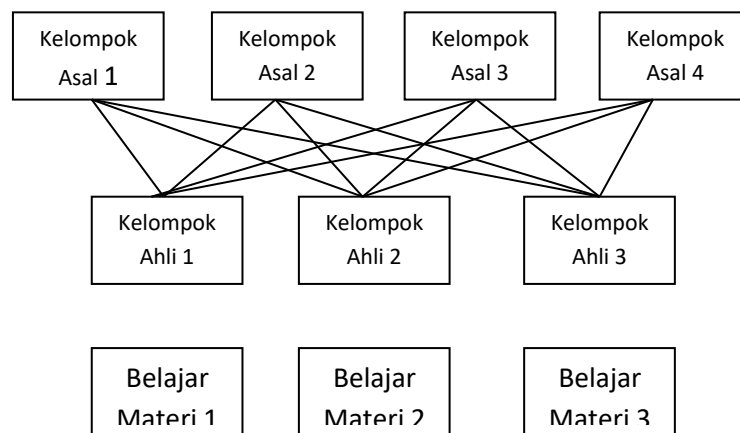 Kelompok
Asal 1
Kelompok
Asal 2
Kelompok
Asal 3
Kelompok
Asal 4
Kelompok
Ahli 1
Kelompok
Ahli 2
Kelompok
Ahli 3
Belajar
Materi 1
Belajar
Materi 2
Belajar
Materi 3